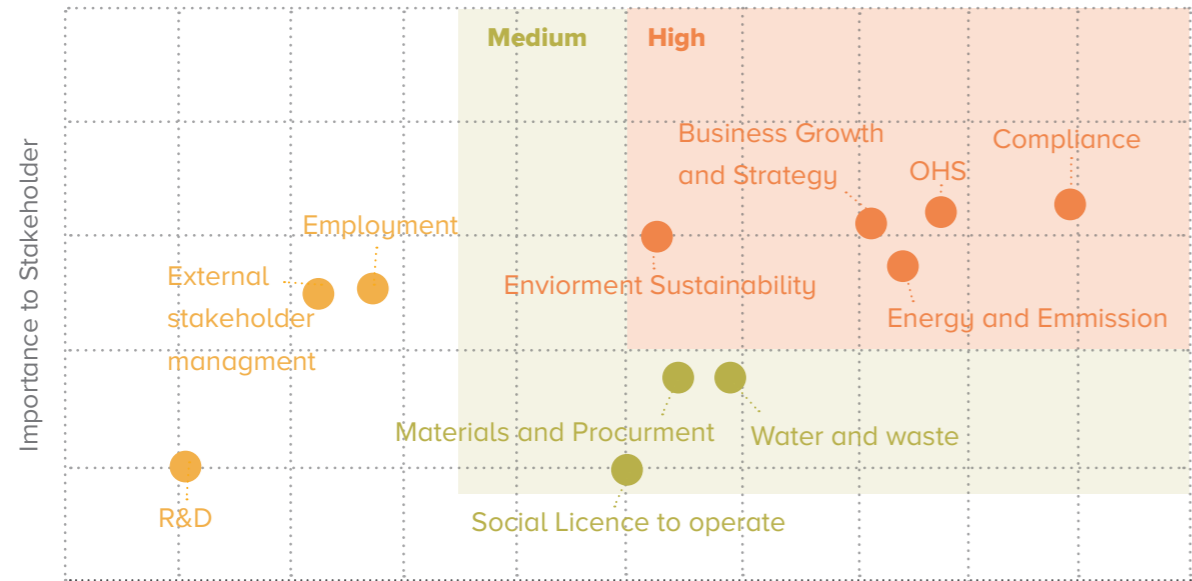 Importance to Stakeholder
Medium
High
Business Growth
and Strategy
OHS
Compliance
Employment
External
stakeholder
managment
Enviorment Sustainability
Energy and Emmission
Materials and Procurment
Water and waste
R&D
Social Licence to operate